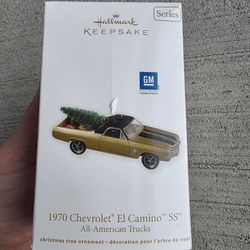 Hallmark
KEEPSAKE
Series
GM
1970 Chevrolet® El Camino™ SS™
All-American Trucks
christmas tree ornament • décoration pour l'arbre de noël